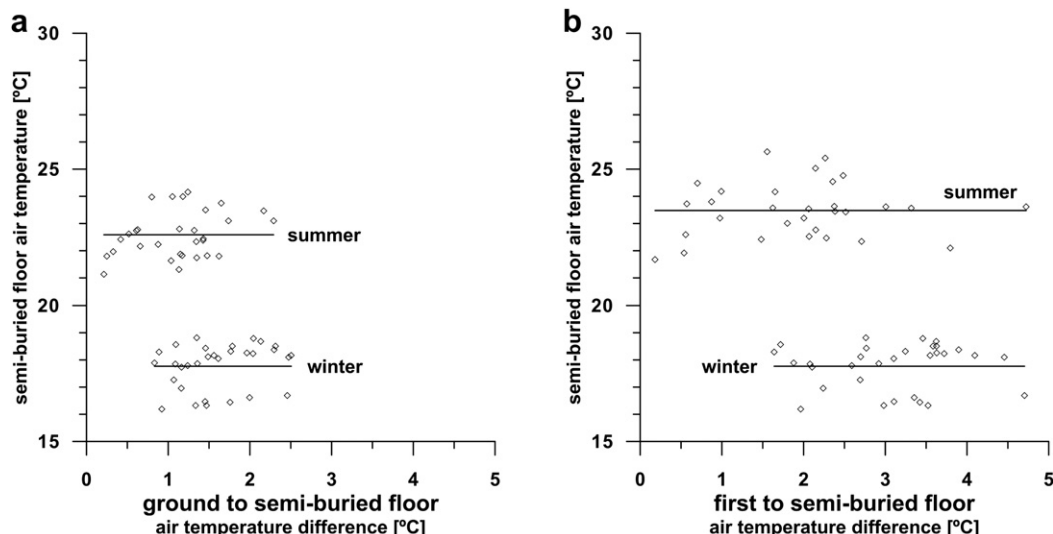 a
semi-buried floor air temperature [ºC]
30
25
20
15
summer
winter
0 1 2 3 4 5
ground to semi-buried floor
air temperature difference [ºC]
b
semi-buried floor air temperature [ºC]
30
25
20
15
summer
winter
0 1 2 3 4 5
first to semi-buried floor
air temperature difference [ºC]